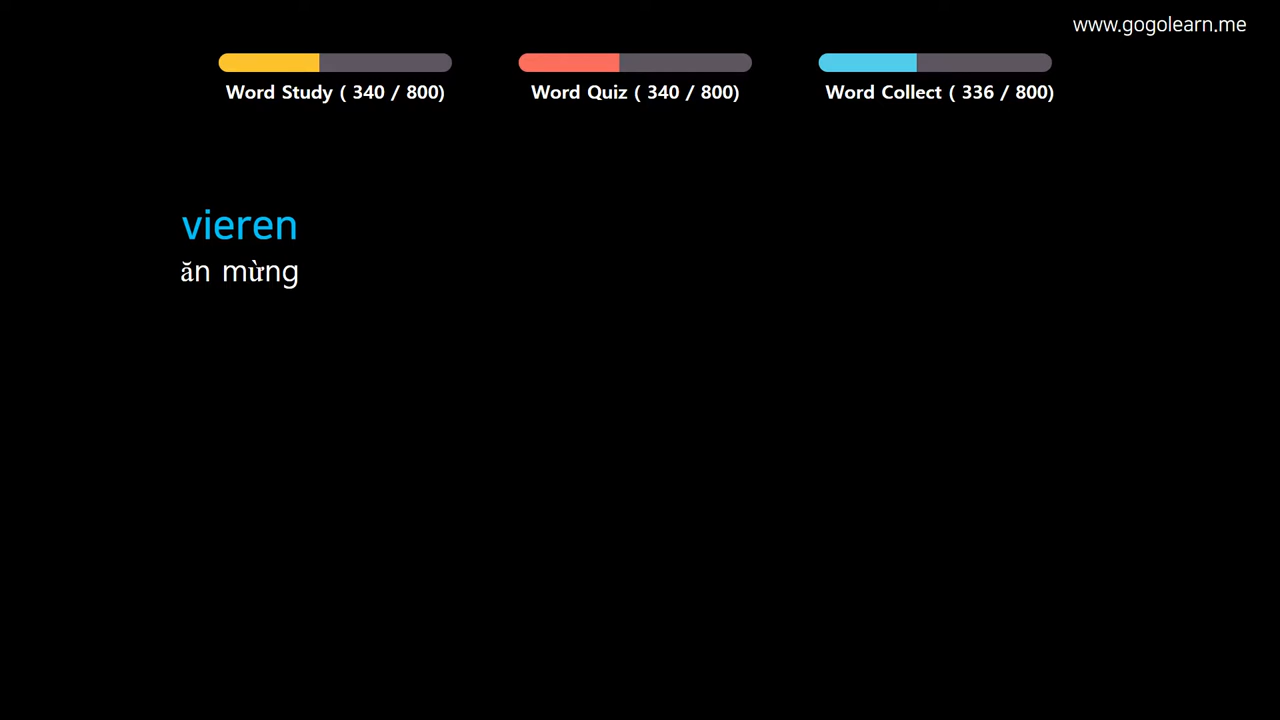 www.gogolearn.me
Word Study ( 340 / 800)
Word Quiz ( 340 / 800)
Word Collect ( 336 / 800)
vieren
ăn mừng